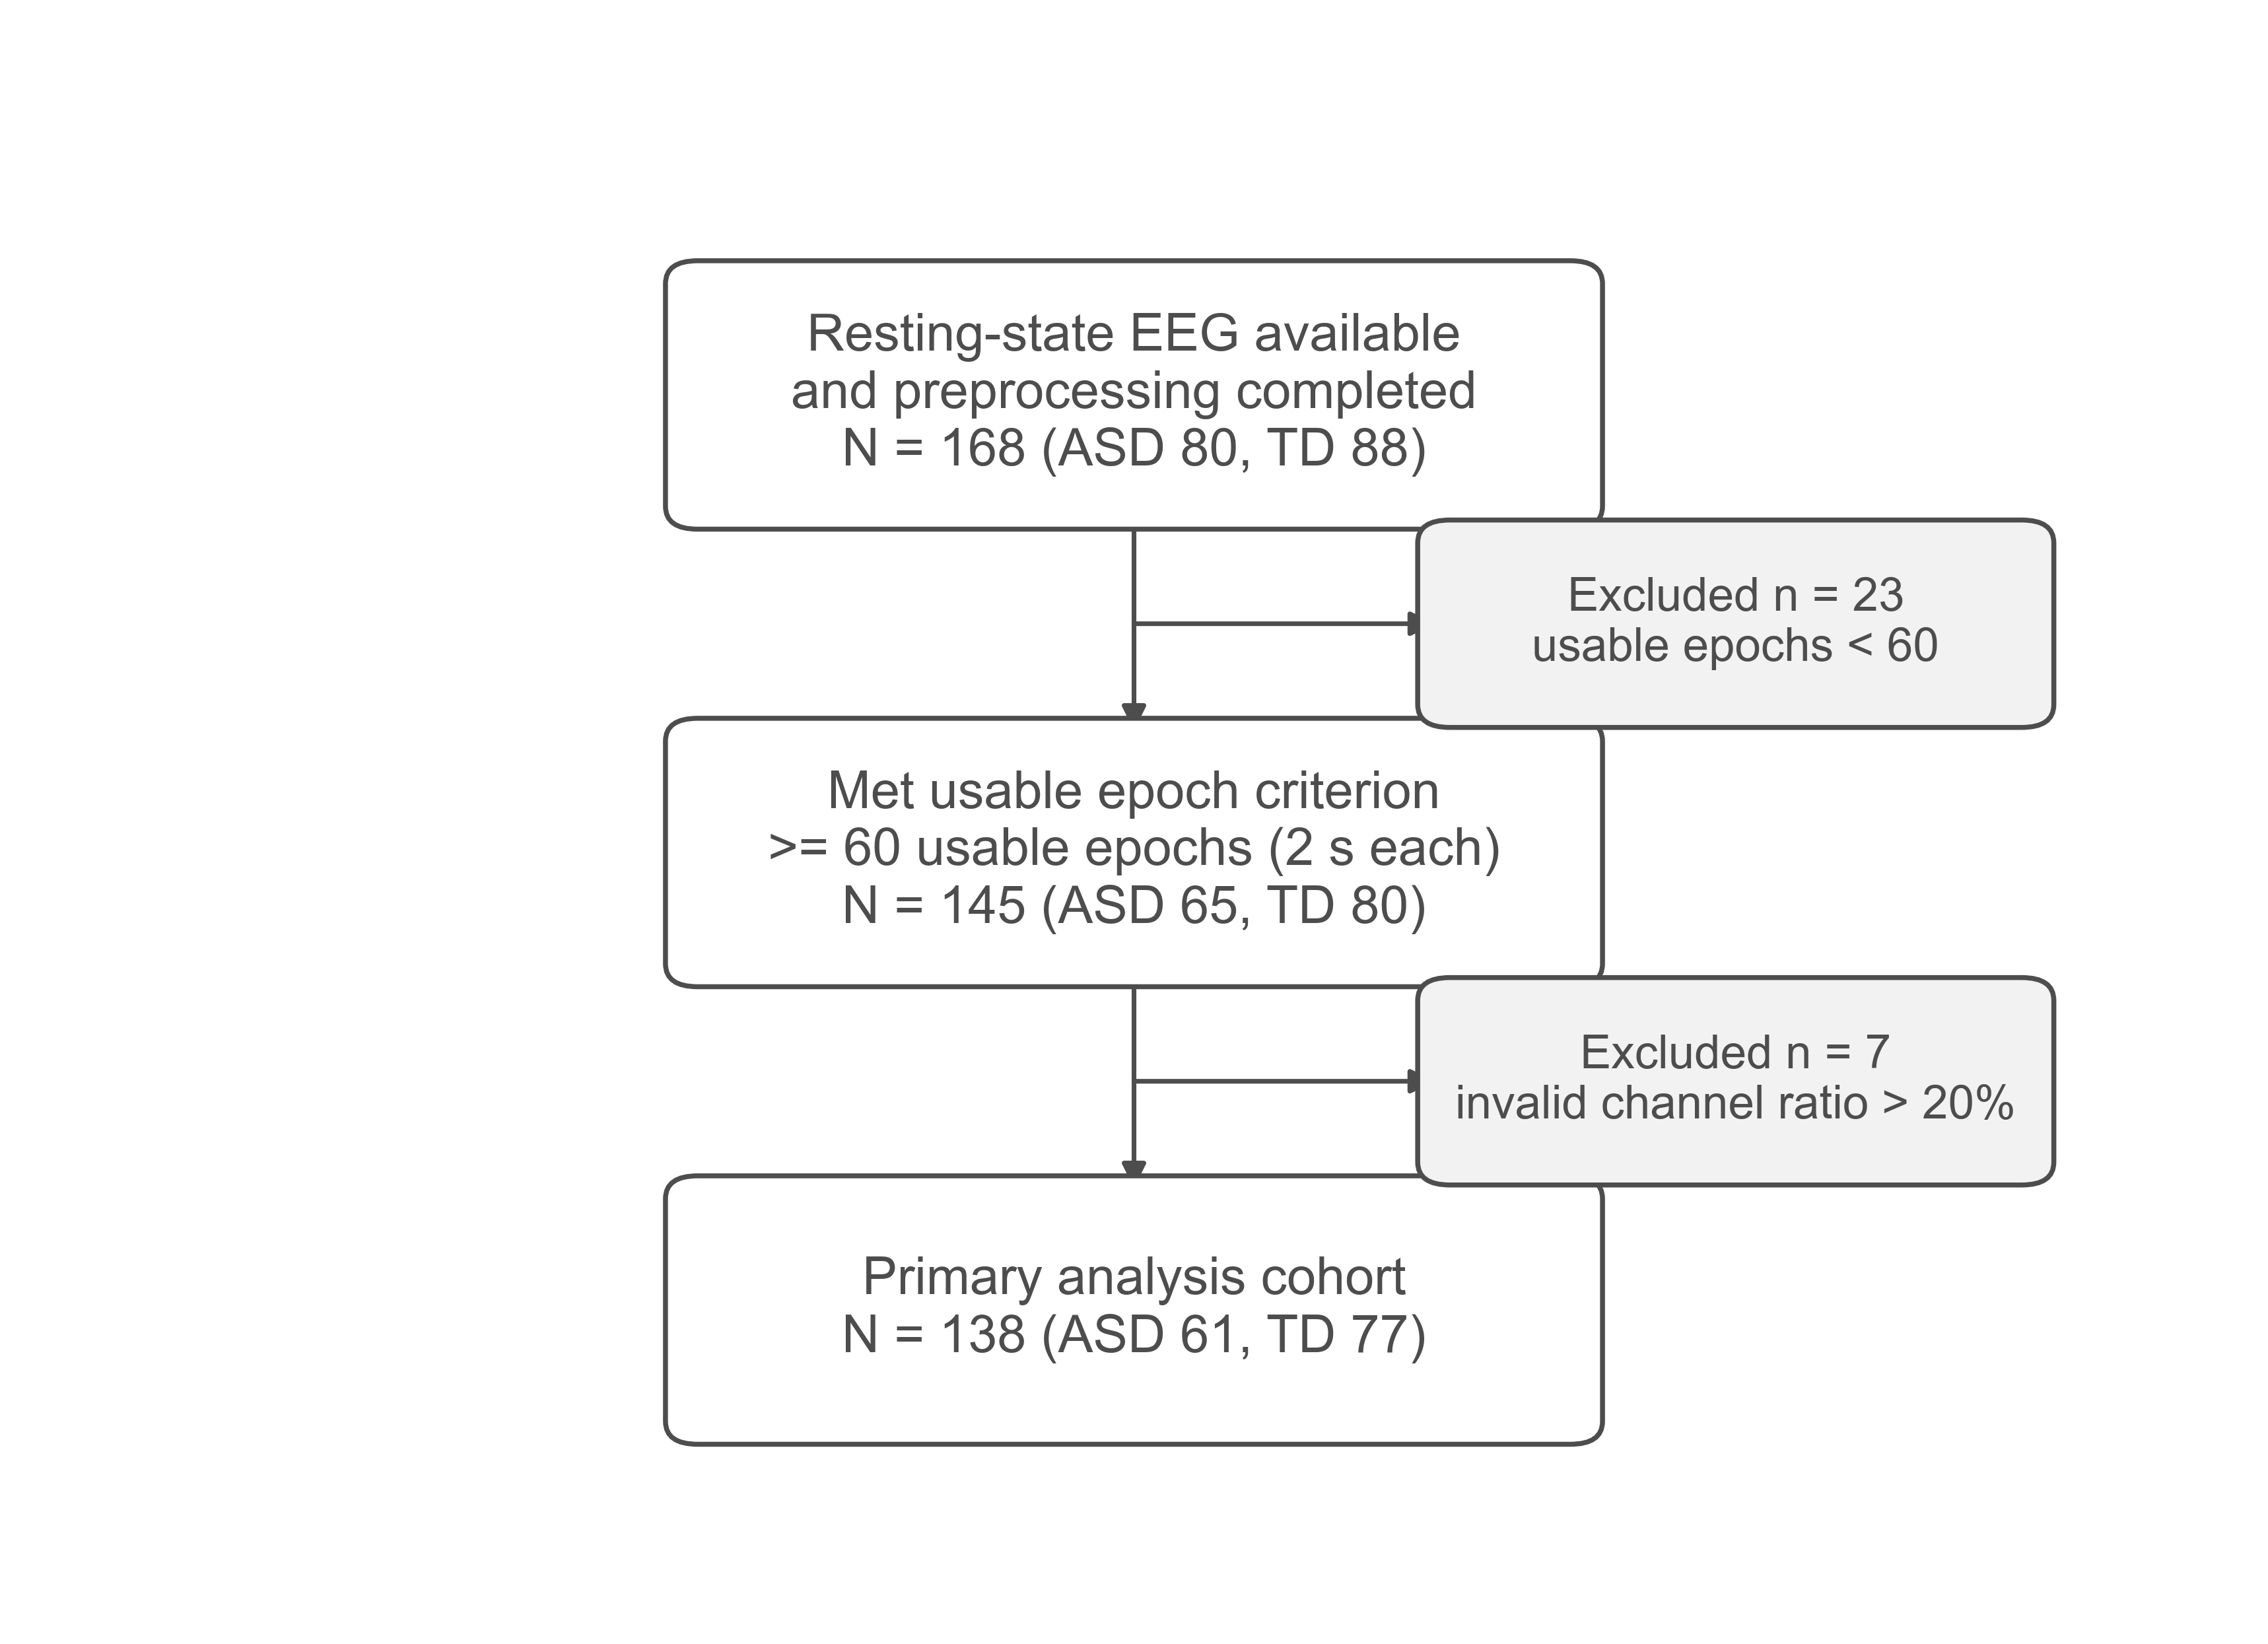 Resting-state EEG available
and preprocessing completed
N = 168 (ASD 80, TD 88)
Excluded n = 23
usable epochs < 60
Met usable epoch criterion
>= 60 usable epochs (2 s each)
N = 145 (ASD 65, TD 80)
Excluded n = 7
invalid channel ratio > 20%
Primary analysis cohort
N = 138 (ASD 61, TD 77)